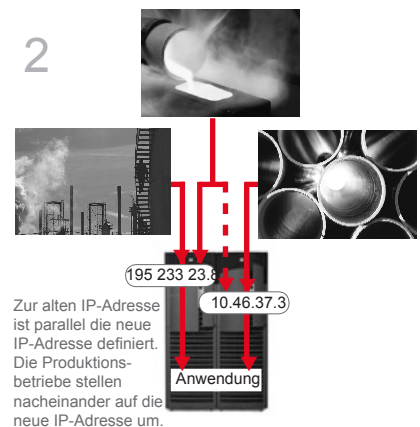 2
195 233 23.8
10.46.37.3
Anwendung
Zur alten IP-Adresse
ist parallel die neue
IP-Adresse definiert.
Die Produktions-
betriebe stellen
nacheinander auf die
neue IP-Adresse um.